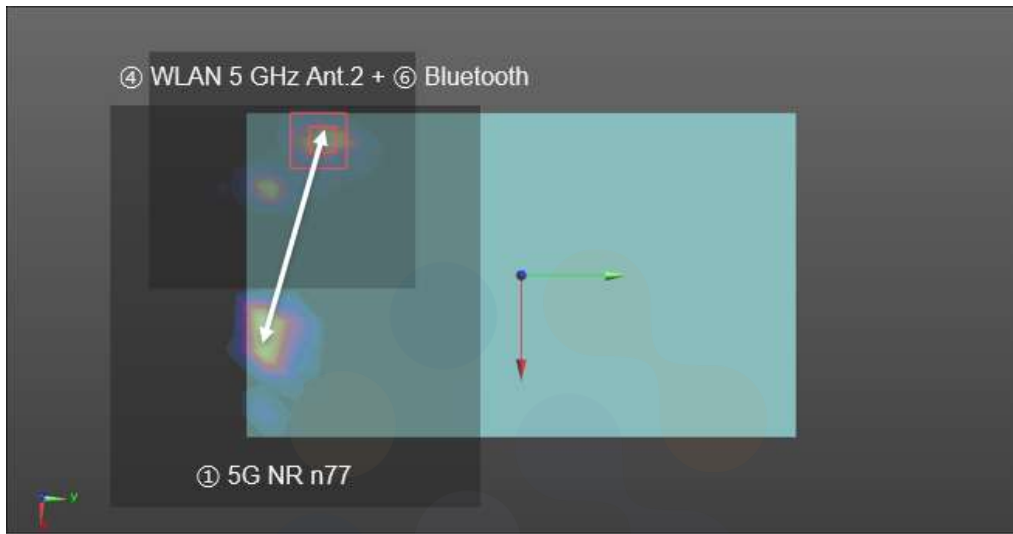 ④ WLAN 5 GHz Ant.2 + ⑥ Bluetooth
① 5G NR n77
y